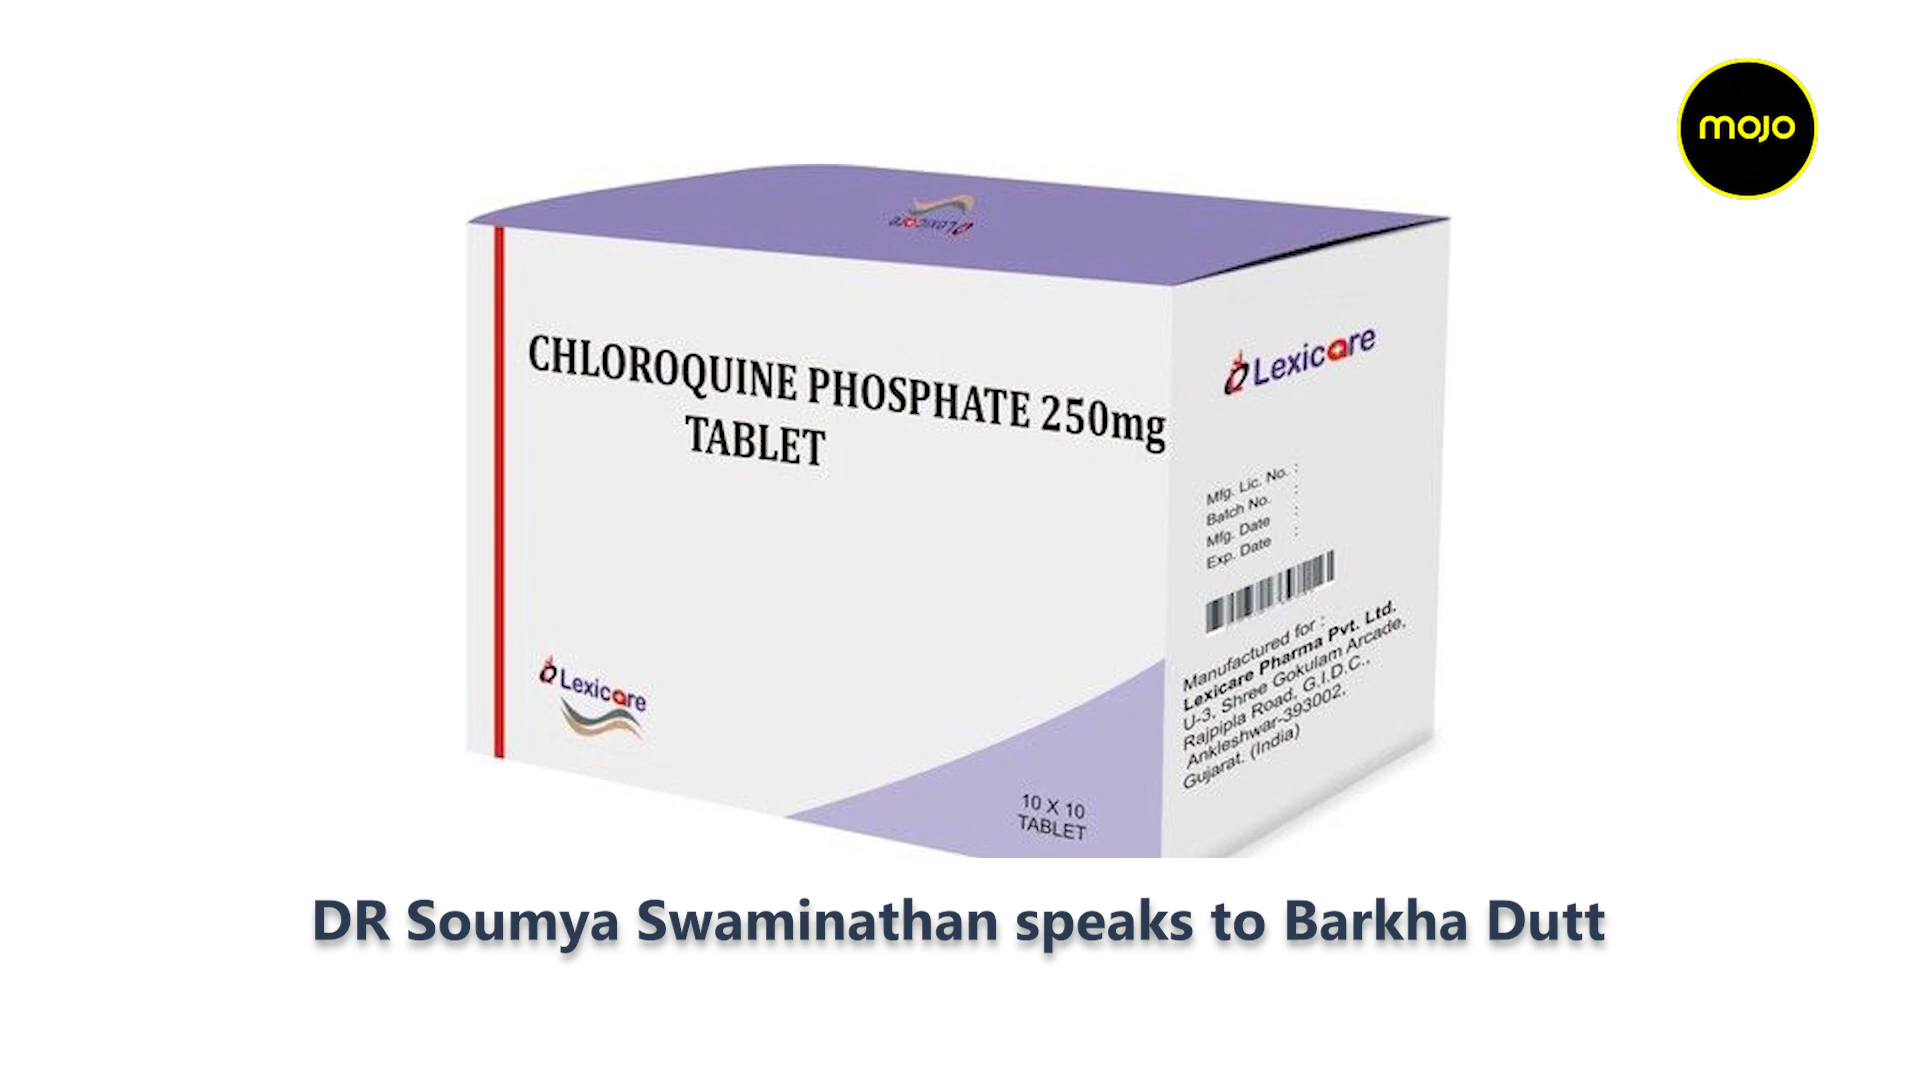 mojo
Lexicare
CHLOROQUINE PHOSPHATE 250mg
TABLET
Lexicare
10 X 10
TABLET
Lexicare
Mfg. Lic. No. :
Batch No. :
Mfg. Date :
Exp. Date :
Manufactured for :
Lexicare Pharma Pvt. Ltd.
U-3, Shree Gokulam Arcade,
Rajpipla Road, G.I.D.C.,
Ankleshwar-393002,
Gujarat. (India)
DR Soumya Swaminathan speaks to Barkha Dutt